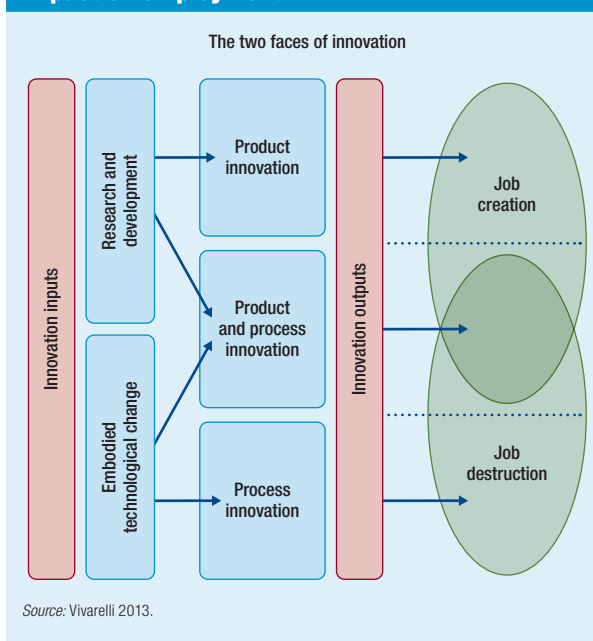 The two faces of innovation
Innovation inputs
Research and
development
Embodied
technological change
Product
innovation
Product
and process
innovation
Process
innovation
Innovation outputs
Job
creation
Job
destruction
Source: Vivarelli 2013.